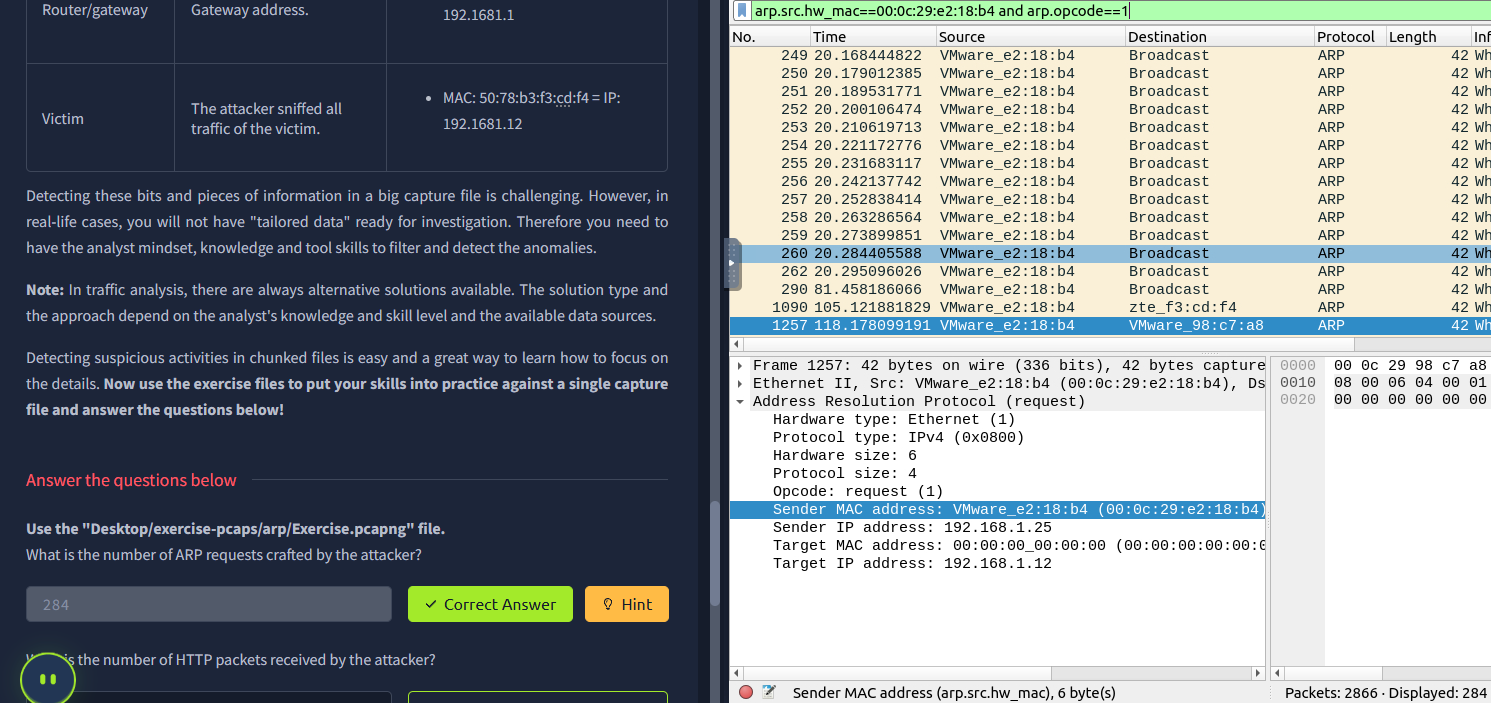 Router/gateway
Gateway address.
192.1681.1
Victim
The attacker sniffed all
traffic of the victim.
• MAC: 50:78:b3:f3:cd:f4 = IP:
192.1681.12
Detecting these bits and pieces of information in a big capture file is challenging. However, in
real-life cases, you will not have "tailored data" ready for investigation. Therefore you need to
have the analyst mindset, knowledge and tool skills to filter and detect the anomalies.
Note: In traffic analysis, there are always alternative solutions available. The solution type and
the approach depend on the analyst's knowledge and skill level and the available data sources.
Detecting suspicious activities in chunked files is easy and a great way to learn how to focus on
the details. Now use the exercise files to put your skills into practice against a single capture
file and answer the questions below!
Answer the questions below
Use the "Desktop/exercise-pcaps/arp/Exercise.pcapng" file.
What is the number of ARP requests crafted by the attacker?
284
Correct Answer
Hint
is the number of HTTP packets received by the attacker?
arp.src.hw_mac==00:0c:29:e2:18:b4 and arp.opcode==1
No. Time Source Destination Protocol Length Inf
249 20.168444822 VMware_e2:18:b4 Broadcast ARP 42 Wh
250 20.179012385 VMware_e2:18:b4 Broadcast ARP 42 Wh
251 20.189531771 VMware_e2:18:b4 Broadcast ARP 42 Wh
252 20.200106474 VMware_e2:18:b4 Broadcast ARP 42 Wh
253 20.210619713 VMware_e2:18:b4 Broadcast ARP 42 Wh
254 20.221172776 VMware_e2:18:b4 Broadcast ARP 42 Wh
255 20.231683117 VMware_e2:18:b4 Broadcast ARP 42 Wh
256 20.242137742 VMware_e2:18:b4 Broadcast ARP 42 Wh
257 20.252838414 VMware_e2:18:b4 Broadcast ARP 42 Wh
258 20.263286564 VMware_e2:18:b4 Broadcast ARP 42 Wh
259 20.273899851 VMware_e2:18:b4 Broadcast ARP 42 Wh
260 20.284405588 VMware_e2:18:b4 Broadcast ARP 42 Wh
262 20.295096026 VMware_e2:18:b4 Broadcast ARP 42 Wh
290 81.458186066 VMware_e2:18:b4 Broadcast ARP 42 Wh
1090 105.121881829 VMware_e2:18:b4 zte_f3:cd:f4 ARP 42 Wh
1257 118.178099191 VMware_e2:18:b4 VMware_98:c7:a8 ARP 42 Wh
Frame 1257: 42 bytes on wire (336 bits), 42 bytes capture
Ethernet II, Src: VMware_e2:18:b4 (00:0c:29:e2:18:b4), Ds
Address Resolution Protocol (request)
Hardware type: Ethernet (1)
Protocol type: IPv4 (0x0800)
Hardware size: 6
Protocol size: 4
Opcode: request (1)
Sender MAC address: VMware_e2:18:b4 (00:0c:29:e2:18:b4)
Sender IP address: 192.168.1.25
Target MAC address: 00:00:00_00:00:00 (00:00:00:00:00:0
Target IP address: 192.168.1.12
0000 00 0c 29 98 c7 a8
0010 08 00 06 04 00 01
0020 00 00 00 00 00 00
Sender MAC address (arp.src.hw_mac), 6 byte(s)
Packets: 2866 · Displayed: 284